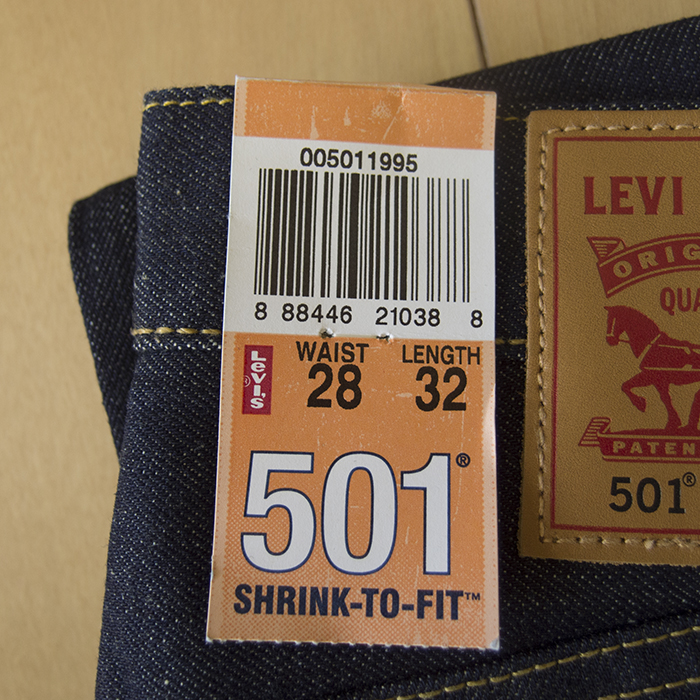 005011995
8 88446 21038 8
Levi's ®
WAIST LENGTH
28 32
501®
SHRINK-TO-FIT™
LEVI
ORIG
QUA
PATEN
501®